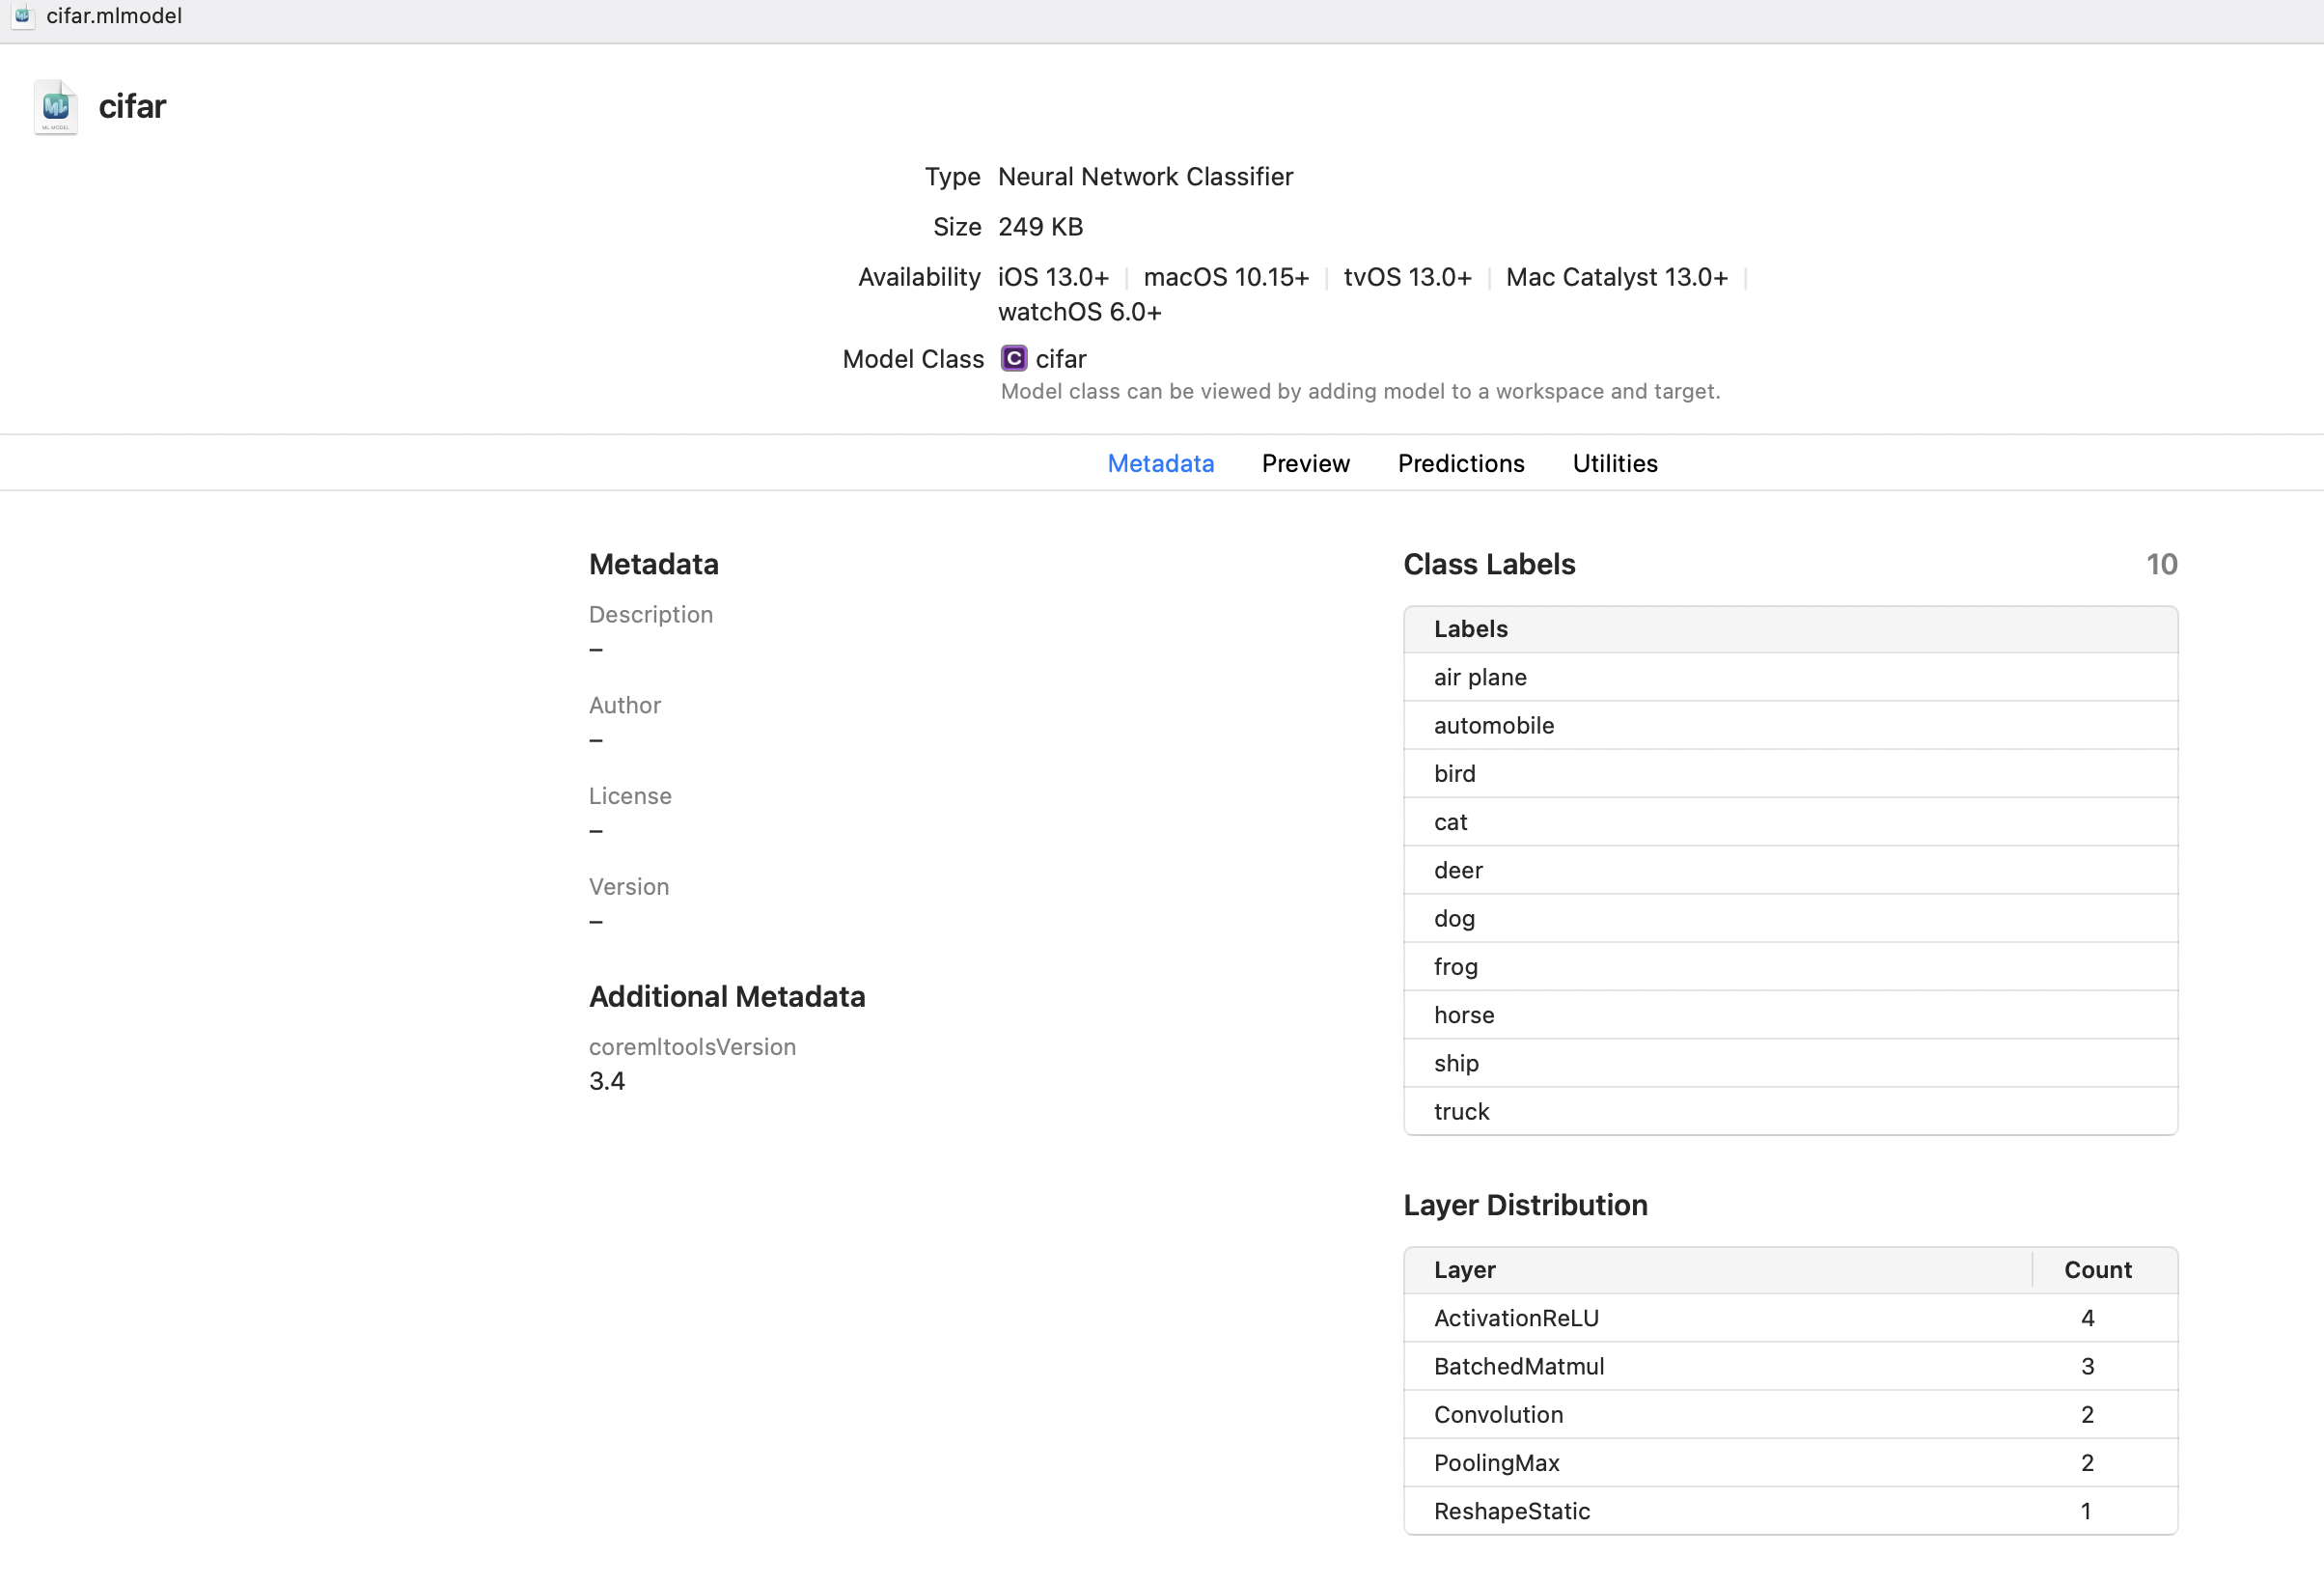 cifar.mlmodel
ML MODEL
cifar
Type Neural Network Classifier
Size 249 KB
Availability iOS 13.0+ | macOS 10.15+ | tvOS 13.0+ | Mac Catalyst 13.0+ |
watchOS 6.0+
Model Class C cifar
Model class can be viewed by adding model to a workspace and target.
Metadata Preview Predictions Utilities
Metadata
Description
–
Author
–
License
–
Version
–
Additional Metadata
coremltoolsVersion
3.4
Class Labels 10
Labels
air plane
automobile
bird
cat
deer
dog
frog
horse
ship
truck
Layer Distribution
Layer Count
ActivationReLU 4
BatchedMatmul 3
Convolution 2
PoolingMax 2
ReshapeStatic 1